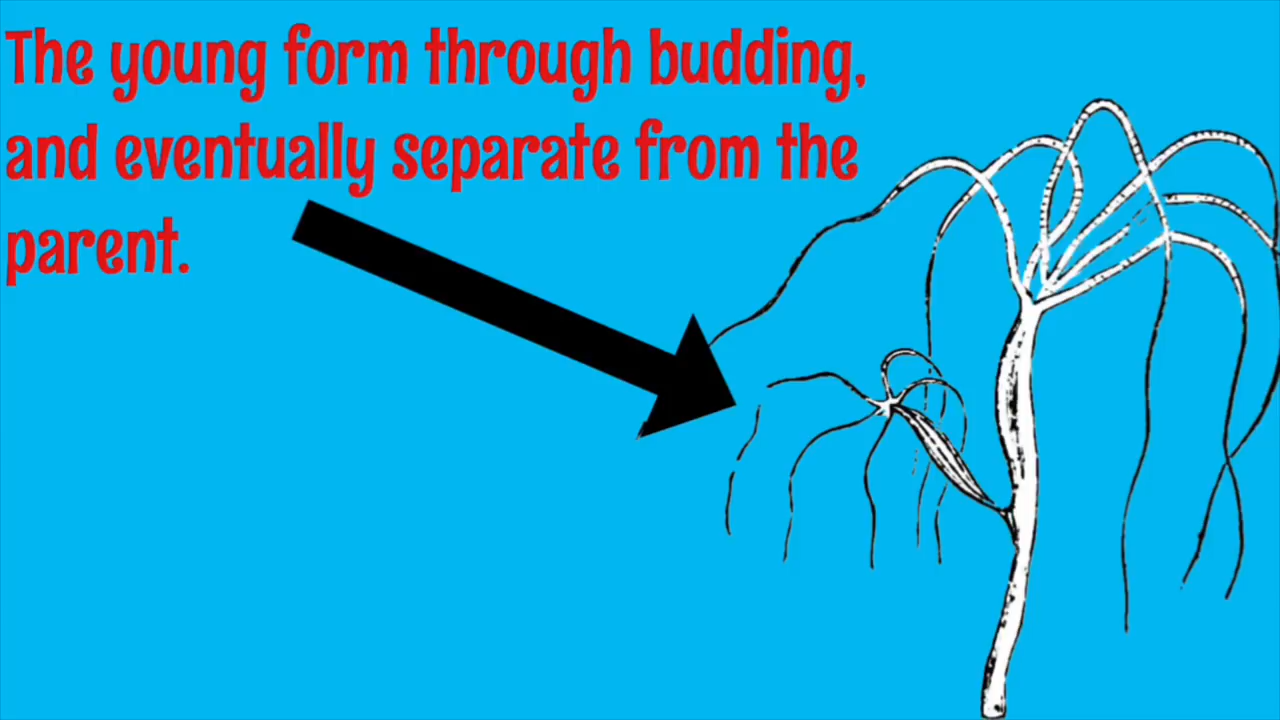 The young form through budding,
and eventually separate from the
parent.